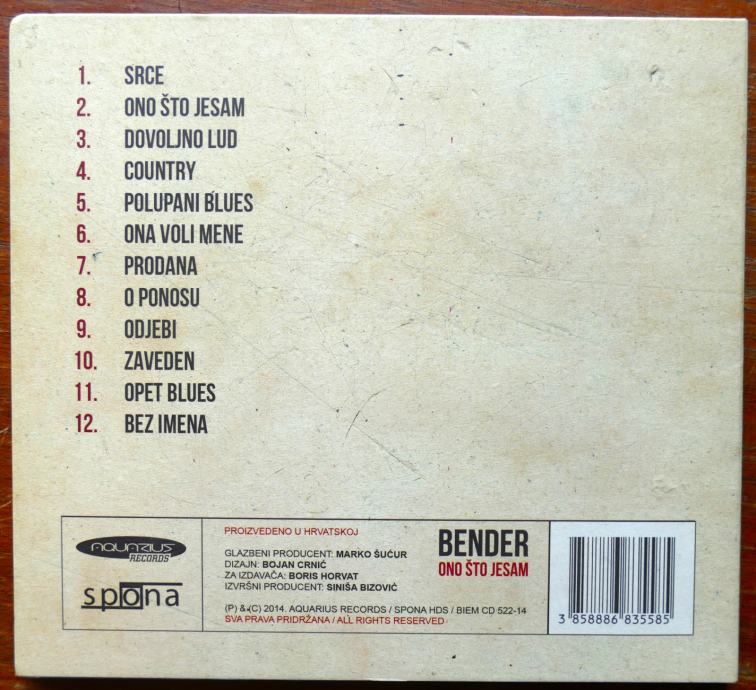 1. SRCE
2. ONO ŠTO JESAM
3. DOVOLJNO LUD
4. COUNTRY
5. POLUPANI BLUES
6. ONA VOLI MENE
7. PRODANA
8. O PONOSU
9. ODJEBI
10. ZAVEDEN
11. OPET BLUES
12. BEZ IMENA
AQUARIUS
RECORDS
spona
PROIZVEDENO U HRVATSKOJ
GLAZBENI PRODUCENT: MARKO ŠUĆUR
DIZAJN: BOJAN CRNIĆ
ZA IZDAVAČA: BORIS HORVAT
IZVRŠNI PRODUCENT: SINIŠA BIZOVIĆ
(P) & (C) 2014. AQUARIUS RECORDS / SPONA HDS / BIEM CD 522-14
SVA PRAVA PRIDRŽANA / ALL RIGHTS RESERVED
BENDER
ONO ŠTO JESAM
3 858886 835585